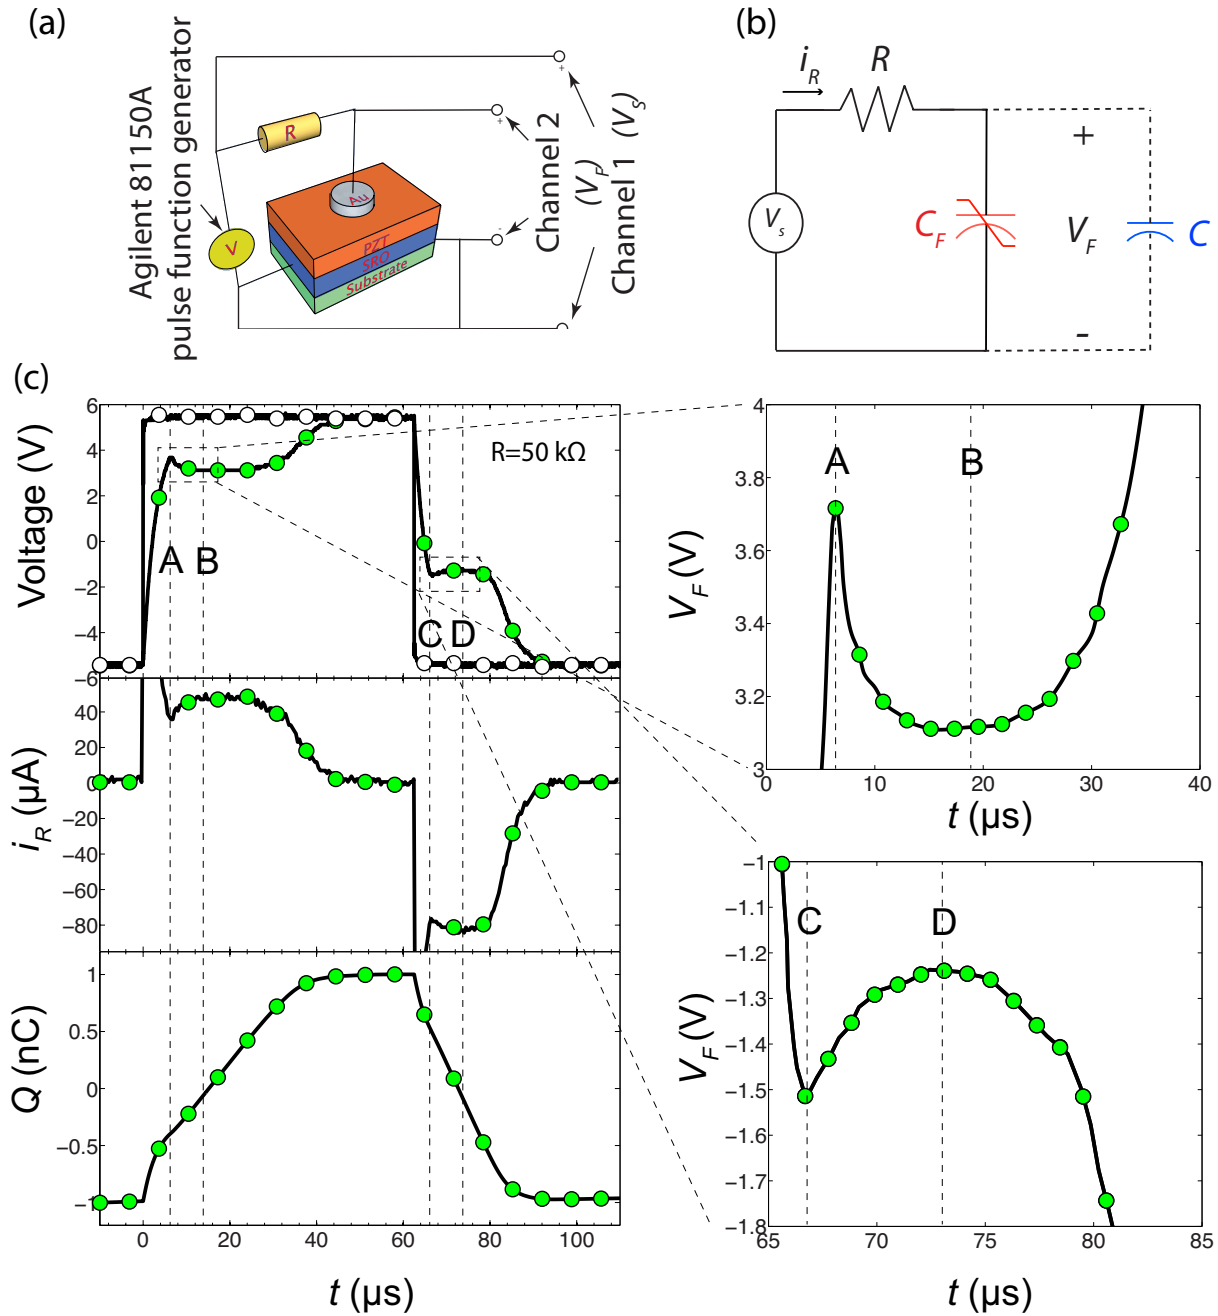 (a)
Agilent 81150A
pulse function generator
R
V
Au
PZT
SRO
Substrate
+
+
-
-
Channel 2
(V_F)
Channel 1 (V_S)
(b)
i_R
R
V_s
C_F
+
V_F
-
C
(c)
Voltage (V)
6
4
2
0
−2
−4
−6
R=50 kΩ
A
B
C
D
i_R (µA)
40
0
−40
−60
−80
Q (nC)
1
0.5
0
−0.5
−1
0
20
40
60
80
100
t (µs)
V_F (V)
4
3.8
3.6
3.4
3.2
3
A
B
0
10
20
30
40
t (µs)
V_F (V)
−1
−1.1
−1.2
−1.3
−1.4
−1.5
−1.6
−1.7
−1.8
C
D
65
70
75
80
85
t (µs)